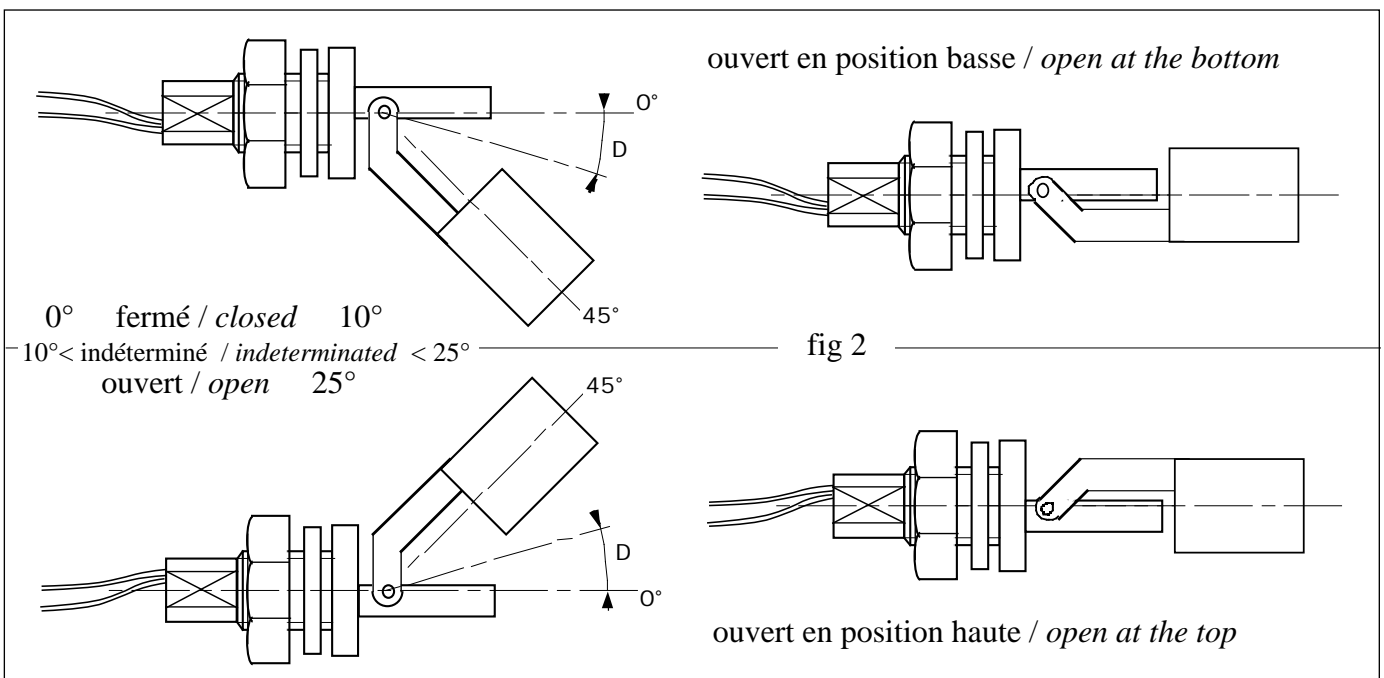 ouvert en position basse / open at the bottom
0°
D
45°
0° fermé / closed 10°
10°< indéterminé / indeterminated < 25°
ouvert / open 25°
fig 2
45°
D
0°
ouvert en position haute / open at the top